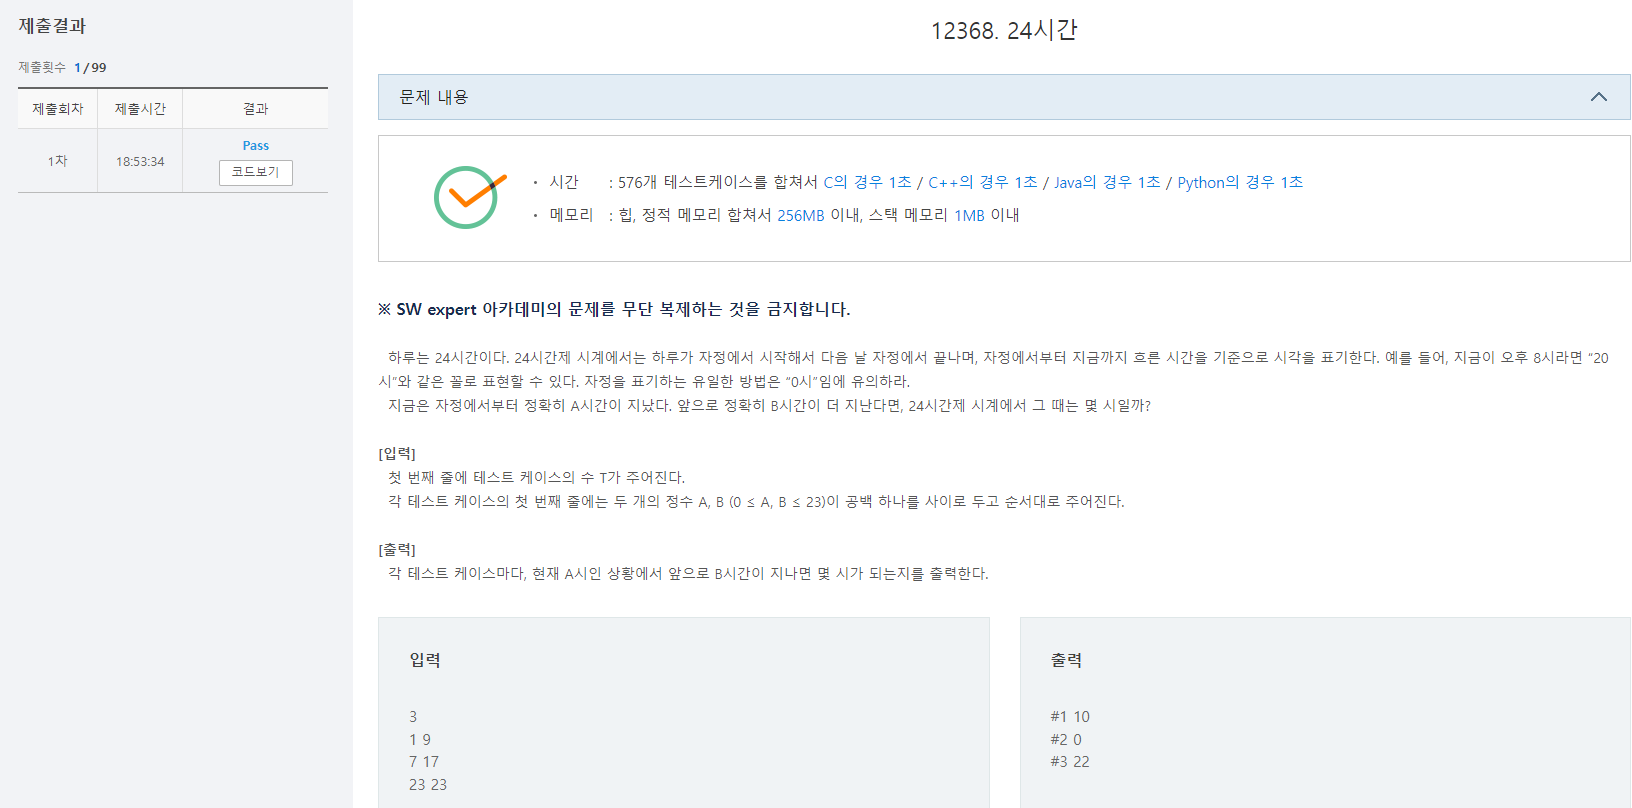 제출결과
제출횟수 1 / 99
제출회차 제출시간 결과
1차 18:53:34 Pass
코드보기
12368. 24시간
문제 내용
· 시간 : 576개 테스트케이스를 합쳐서 C의 경우 1초 / C++의 경우 1초 / Java의 경우 1초 / Python의 경우 1초
· 메모리 : 힙, 정적 메모리 합쳐서 256MB 이내, 스택 메모리 1MB 이내
※ SW expert 아카데미의 문제를 무단 복제하는 것을 금지합니다.
하루는 24시간이다. 24시간제 시계에서는 하루가 자정에서 시작해서 다음 날 자정에서 끝나며, 자정에서부터 지금까지 흐른 시간을 기준으로 시각을 표기한다. 예를 들어, 지금이 오후 8시라면 “20
시”와 같은 꼴로 표현할 수 있다. 자정을 표기하는 유일한 방법은 “0시”임에 유의하라.
지금은 자정에서부터 정확히 A시간이 지났다. 앞으로 정확히 B시간이 더 지난다면, 24시간제 시계에서 그 때는 몇 시일까?
[입력]
첫 번째 줄에 테스트 케이스의 수 T가 주어진다.
각 테스트 케이스의 첫 번째 줄에는 두 개의 정수 A, B (0 ≤ A, B ≤ 23)이 공백 하나를 사이로 두고 순서대로 주어진다.
[출력]
각 테스트 케이스마다, 현재 A시인 상황에서 앞으로 B시간이 지나면 몇 시가 되는지를 출력한다.
입력
3
1 9
7 17
23 23
출력
#1 10
#2 0
#3 22